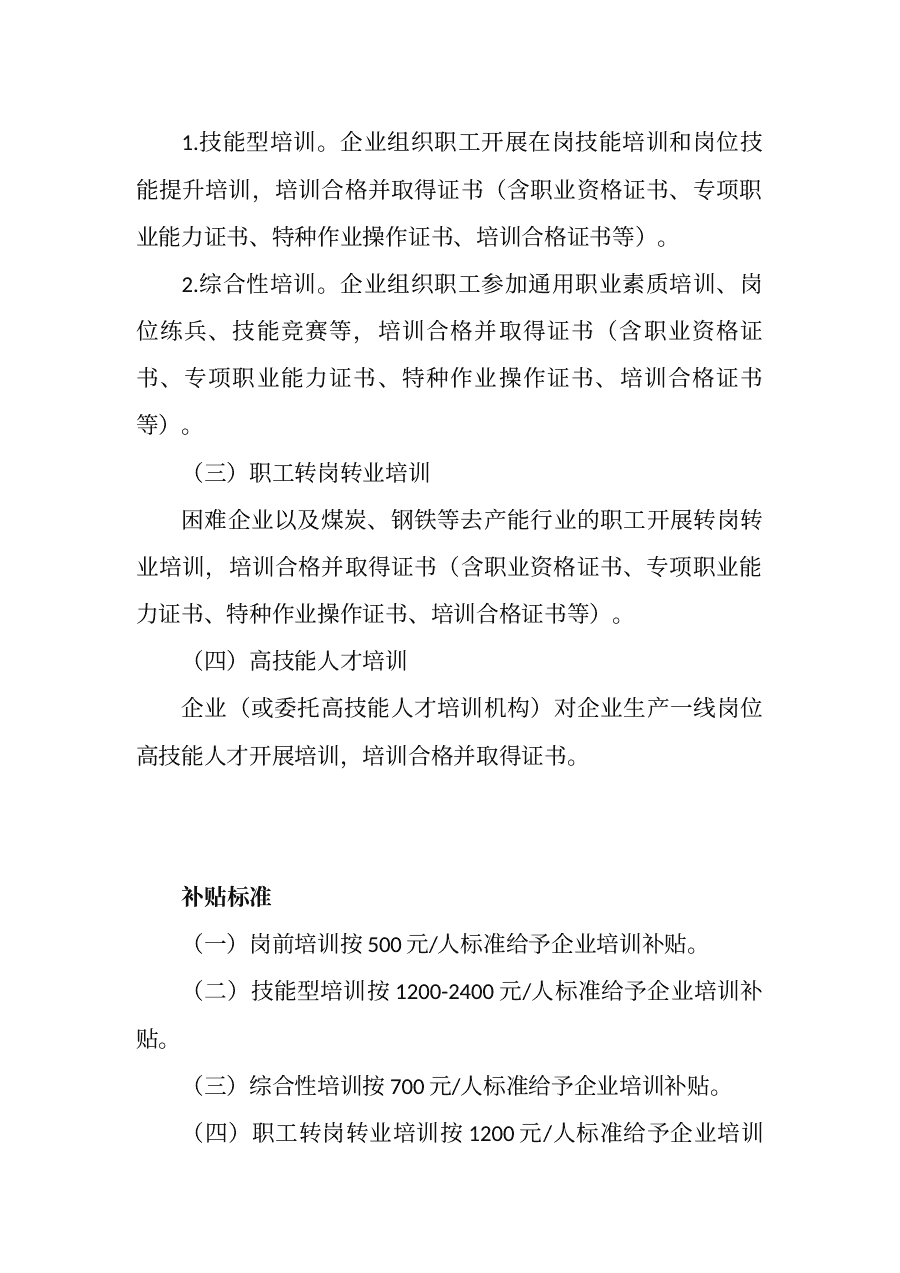 1.技能型培训。企业组织职工开展在岗技能培训和岗位技
能提升培训，培训合格并取得证书（含职业资格证书、专项职
业能力证书、特种作业操作证书、培训合格证书等）。
2.综合性培训。企业组织职工参加通用职业素质培训、岗
位练兵、技能竞赛等，培训合格并取得证书（含职业资格证
书、专项职业能力证书、特种作业操作证书、培训合格证书
等）。
（三）职工转岗转业培训
困难企业以及煤炭、钢铁等去产能行业的职工开展转岗转
业培训，培训合格并取得证书（含职业资格证书、专项职业能
力证书、特种作业操作证书、培训合格证书等）。
（四）高技能人才培训
企业（或委托高技能人才培训机构）对企业生产一线岗位
高技能人才开展培训，培训合格并取得证书。
补贴标准
（一）岗前培训按 500 元/人标准给予企业培训补贴。
（二）技能型培训按 1200-2400 元/人标准给予企业培训补
贴。
（三）综合性培训按 700 元/人标准给予企业培训补贴。
（四）职工转岗转业培训按 1200 元/人标准给予企业培训